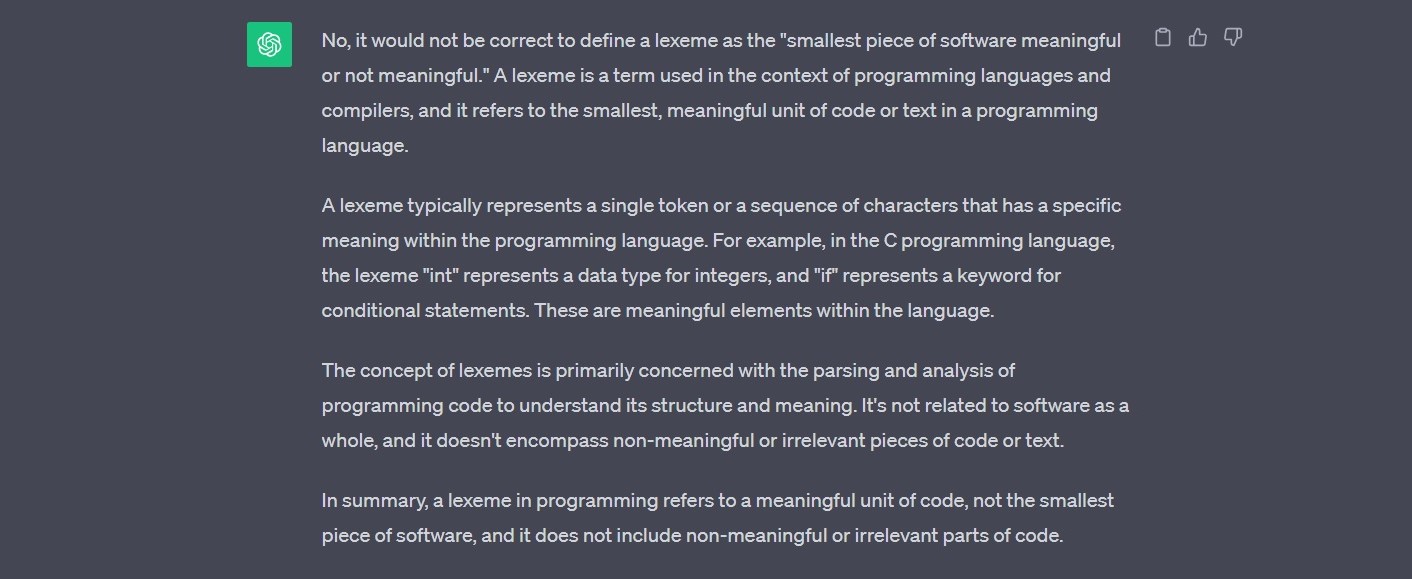 No, it would not be correct to define a lexeme as the "smallest piece of software meaningful
or not meaningful." A lexeme is a term used in the context of programming languages and
compilers, and it refers to the smallest, meaningful unit of code or text in a programming
language.
A lexeme typically represents a single token or a sequence of characters that has a specific
meaning within the programming language. For example, in the C programming language,
the lexeme "int" represents a data type for integers, and "if" represents a keyword for
conditional statements. These are meaningful elements within the language.
The concept of lexemes is primarily concerned with the parsing and analysis of
programming code to understand its structure and meaning. It's not related to software as a
whole, and it doesn't encompass non-meaningful or irrelevant pieces of code or text.
In summary, a lexeme in programming refers to a meaningful unit of code, not the smallest
piece of software, and it does not include non-meaningful or irrelevant parts of code.